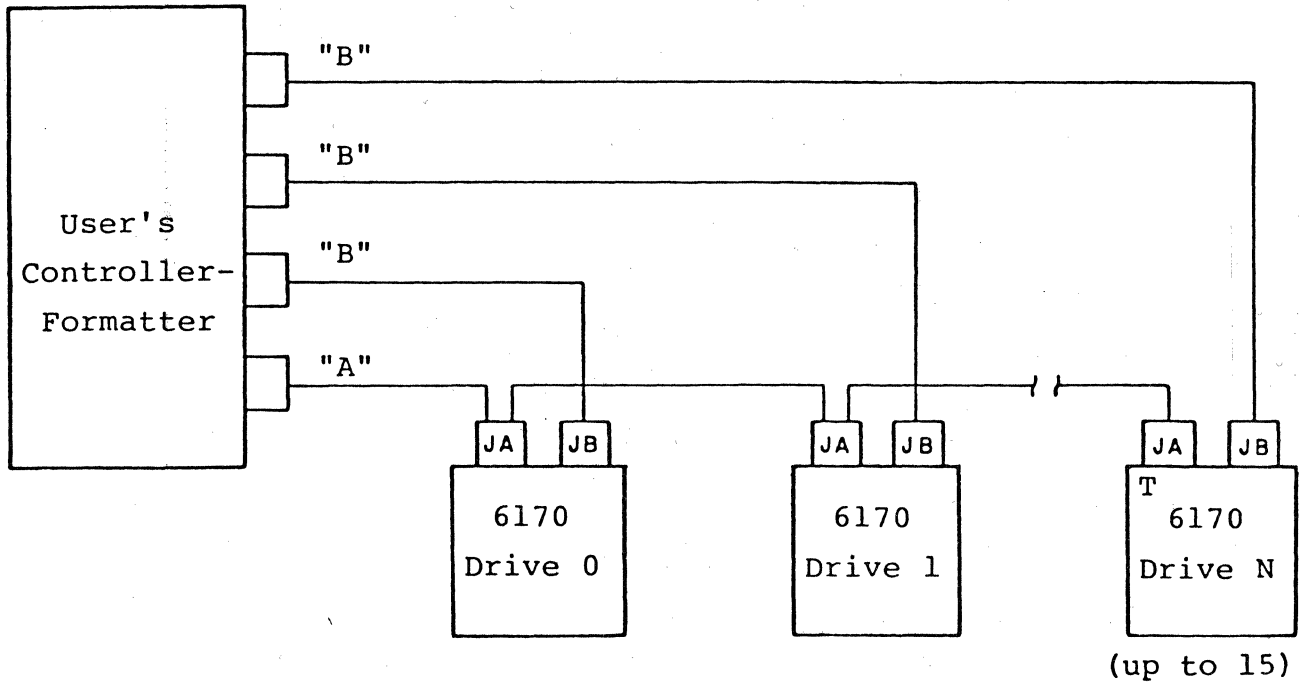 "B"
"B"
"B"
"A"
User's
Controller-
Formatter
JA JB
6170
Drive 0
JA JB
6170
Drive 1
JA JB
T
6170
Drive N
(up to 15)